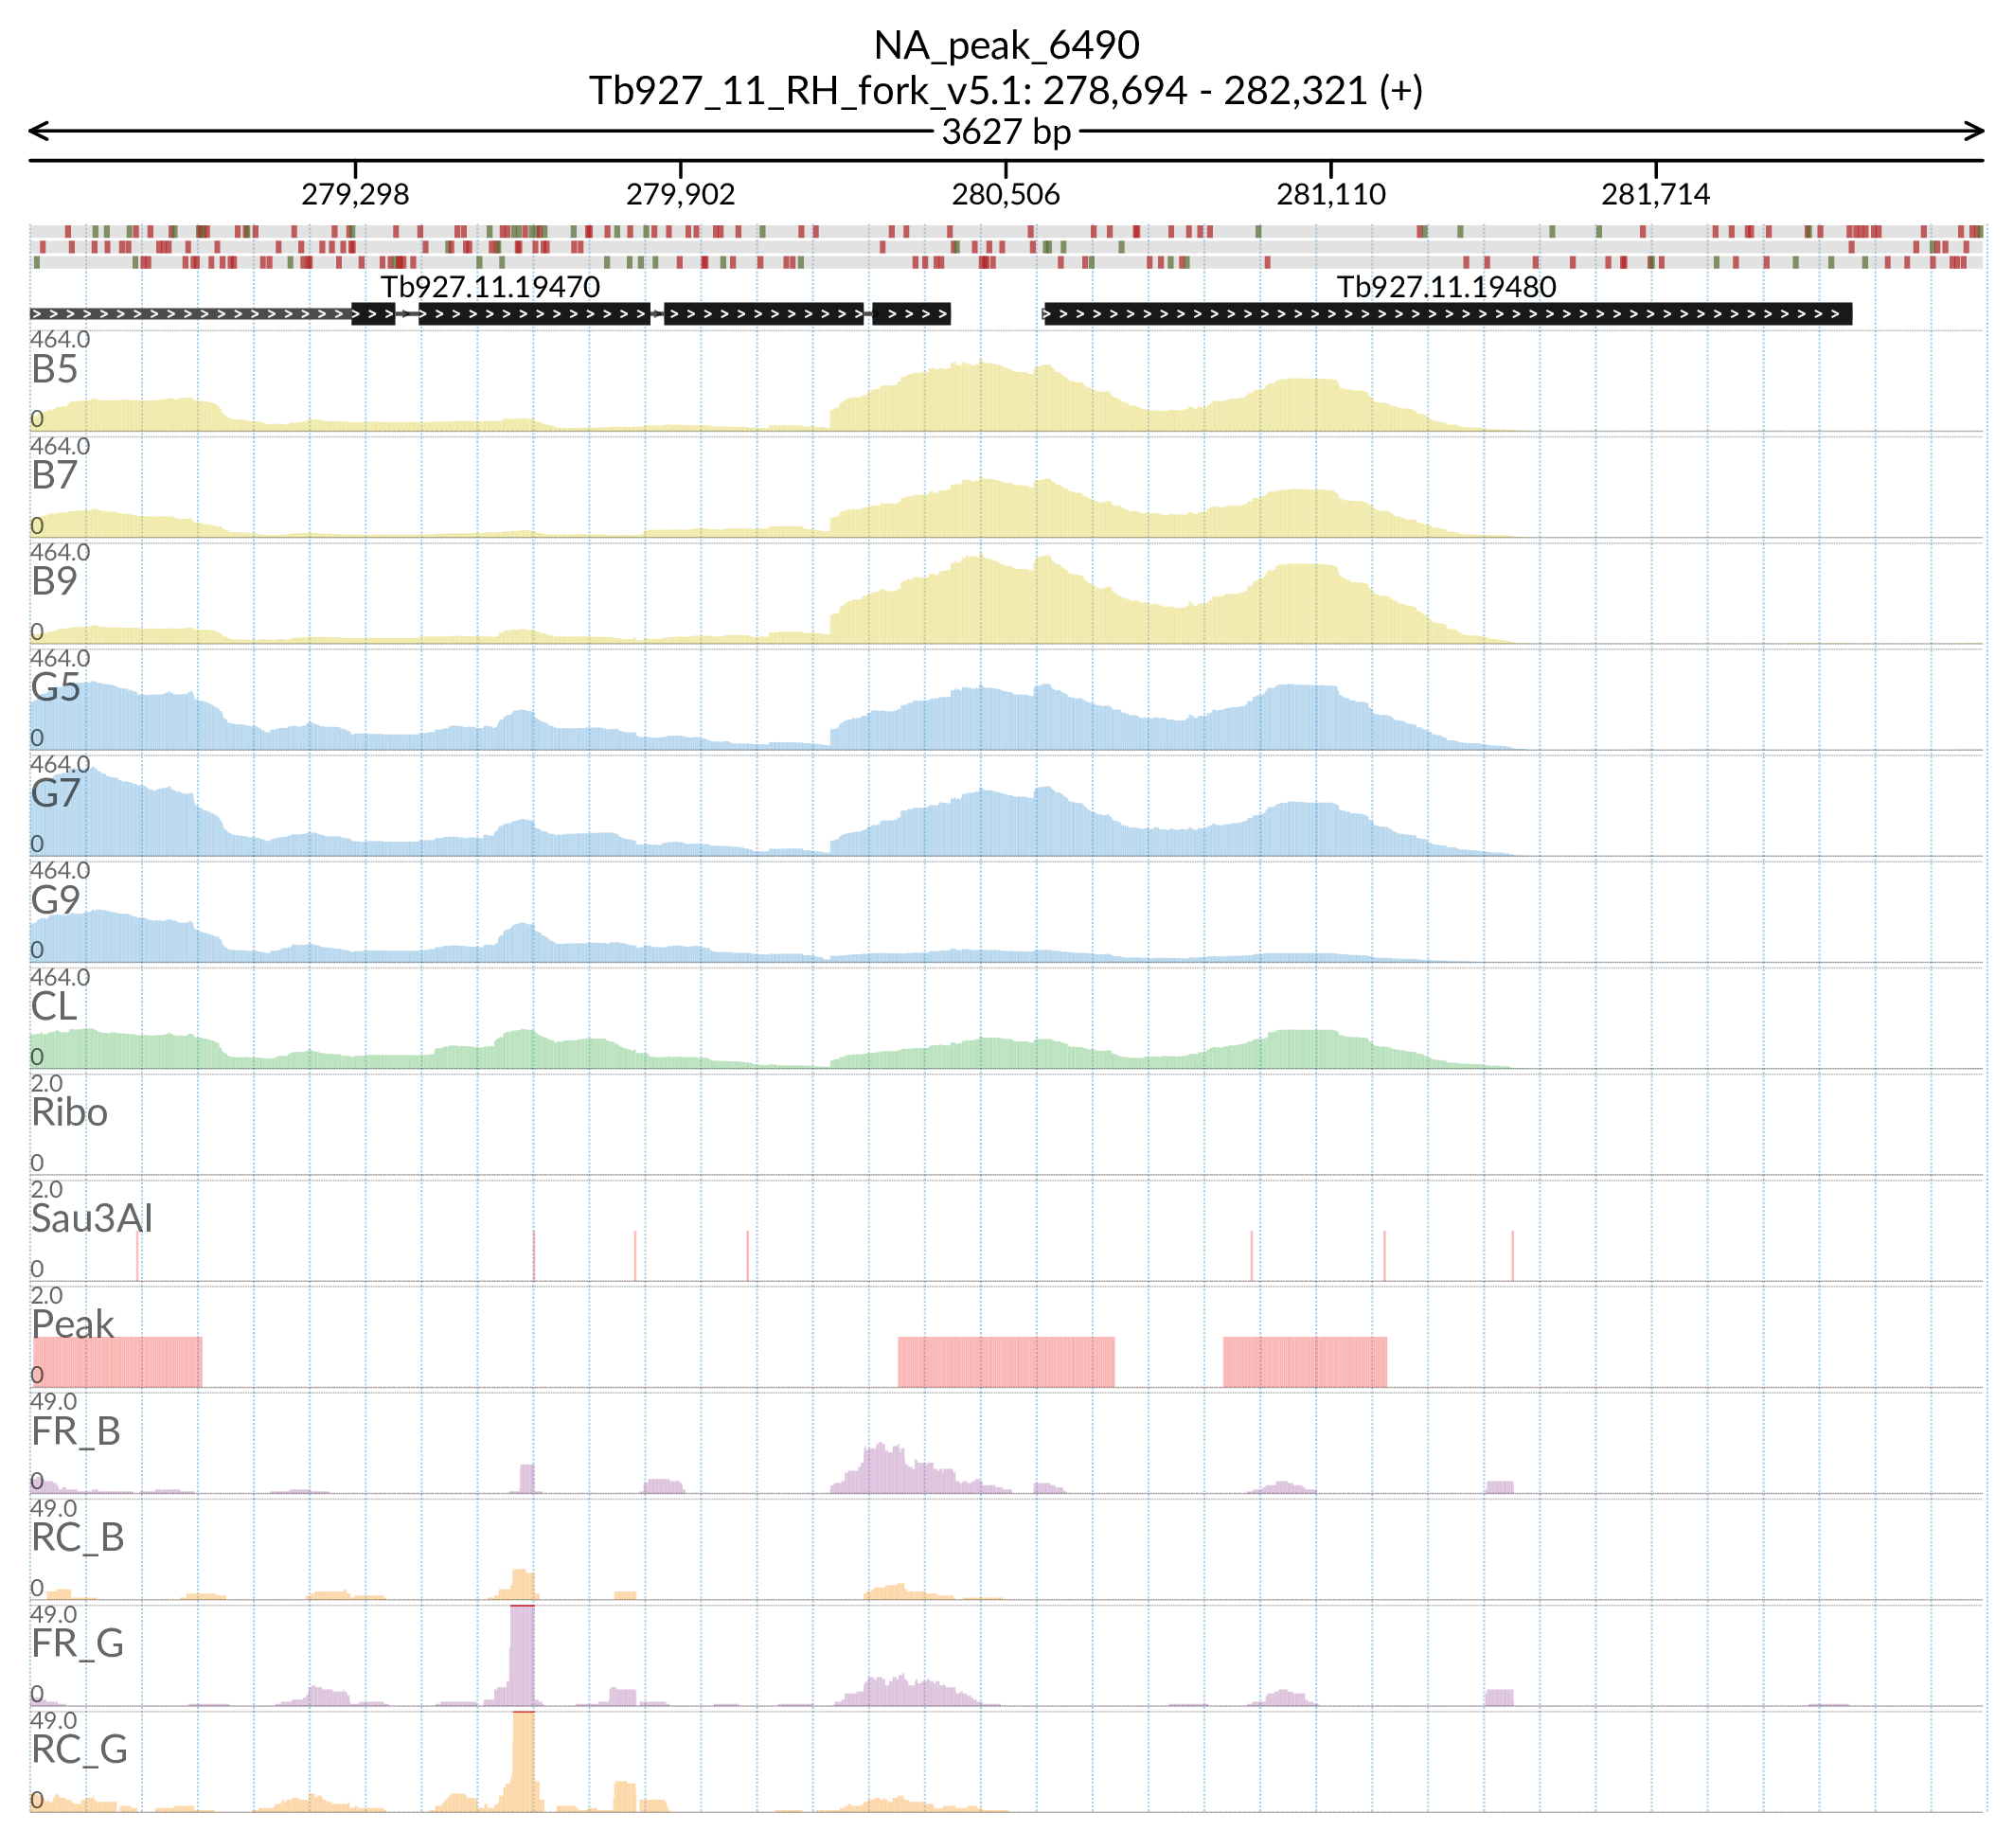 NA_peak_6490
Tb927_11_RH_fork_v5.1: 278,694 - 282,321 (+)
3627 bp
279,298 279,902 280,506 281,110 281,714
Tb927.11.19470 Tb927.11.19480
464.0
B5
0
464.0
B7
0
464.0
B9
0
464.0
G5
0
464.0
G7
0
464.0
G9
0
464.0
CL
0
2.0
Ribo
0
2.0
Sau3AI
0
2.0
Peak
0
49.0
FR_B
0
49.0
RC_B
0
49.0
FR_G
0
49.0
RC_G
0